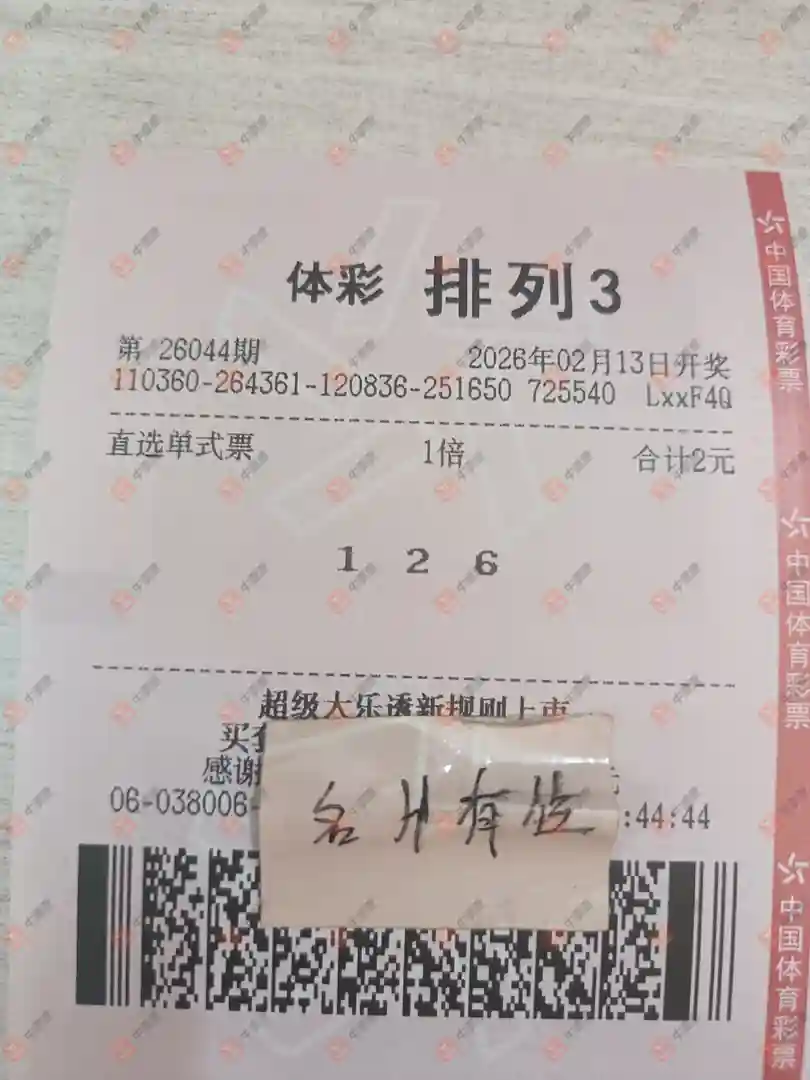 体彩 排列3
第 26044期 2026年02月13日开奖
110360-264361-120836-251650 725540 LxxF4Q
直选单式票 1倍 合计2元
1 2 6
超级大乐透新规则上市
买
感谢
06-038006- :44:44
名片有
中国体育彩票
中国体育彩票
中国体育彩票